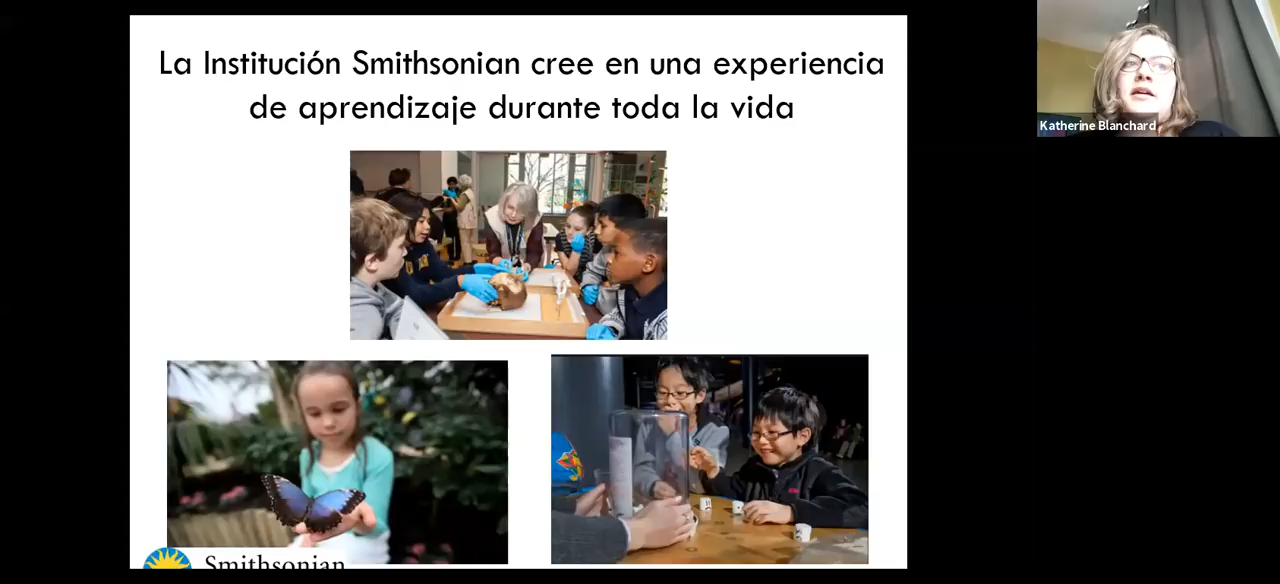 La Institución Smithsonian cree en una experiencia
de aprendizaje durante toda la vida
Katherine Blanchard
Smithsonian